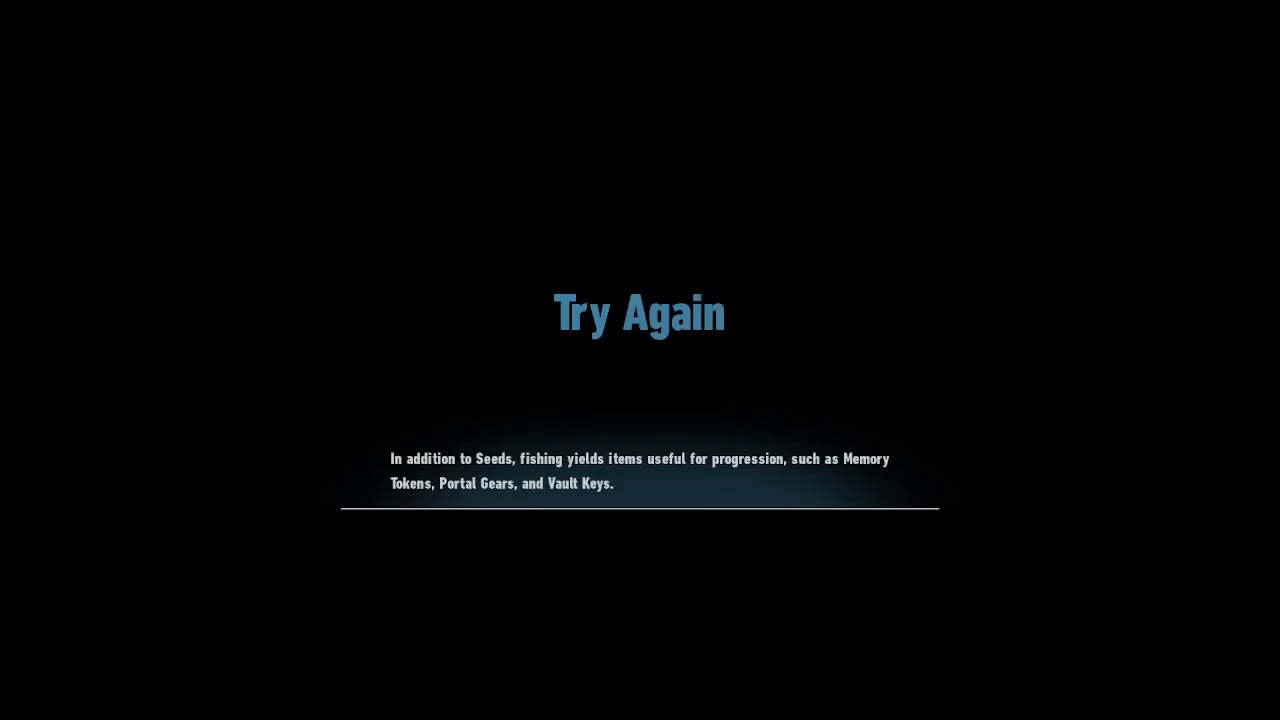 Try Again
In addition to Seeds, fishing yields items useful for progression, such as Memory
Tokens, Portal Gears, and Vault Keys.